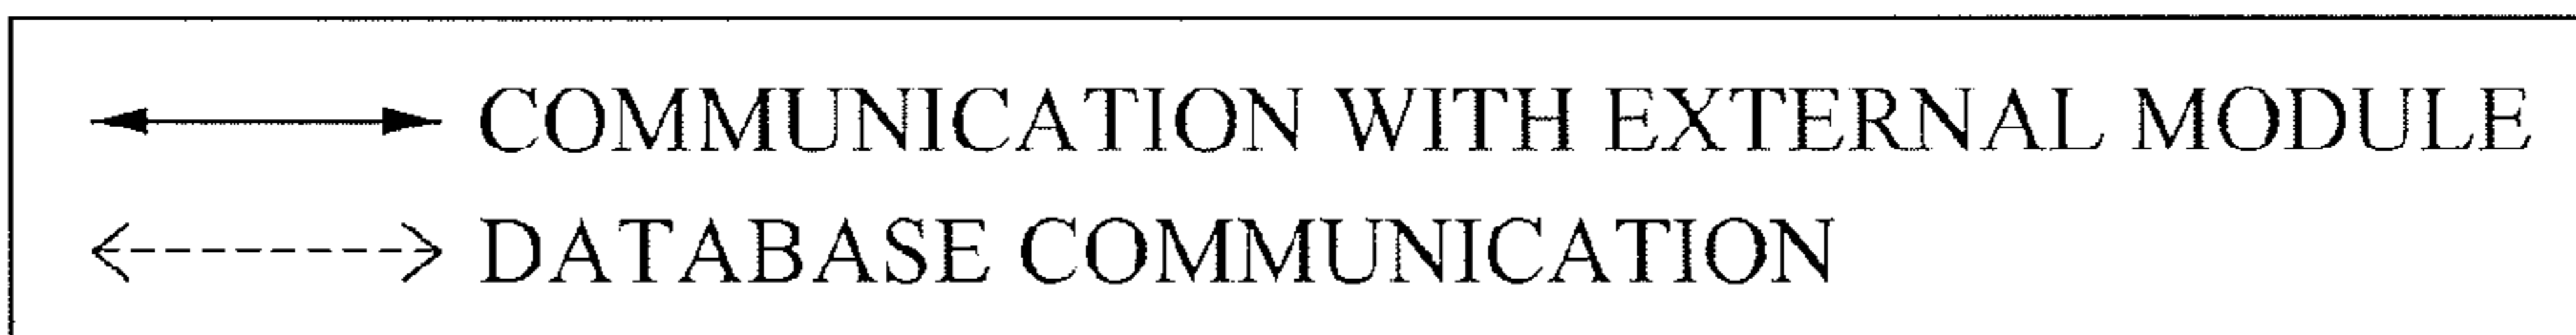 COMMUNICATION WITH EXTERNAL MODULE
DATABASE COMMUNICATION